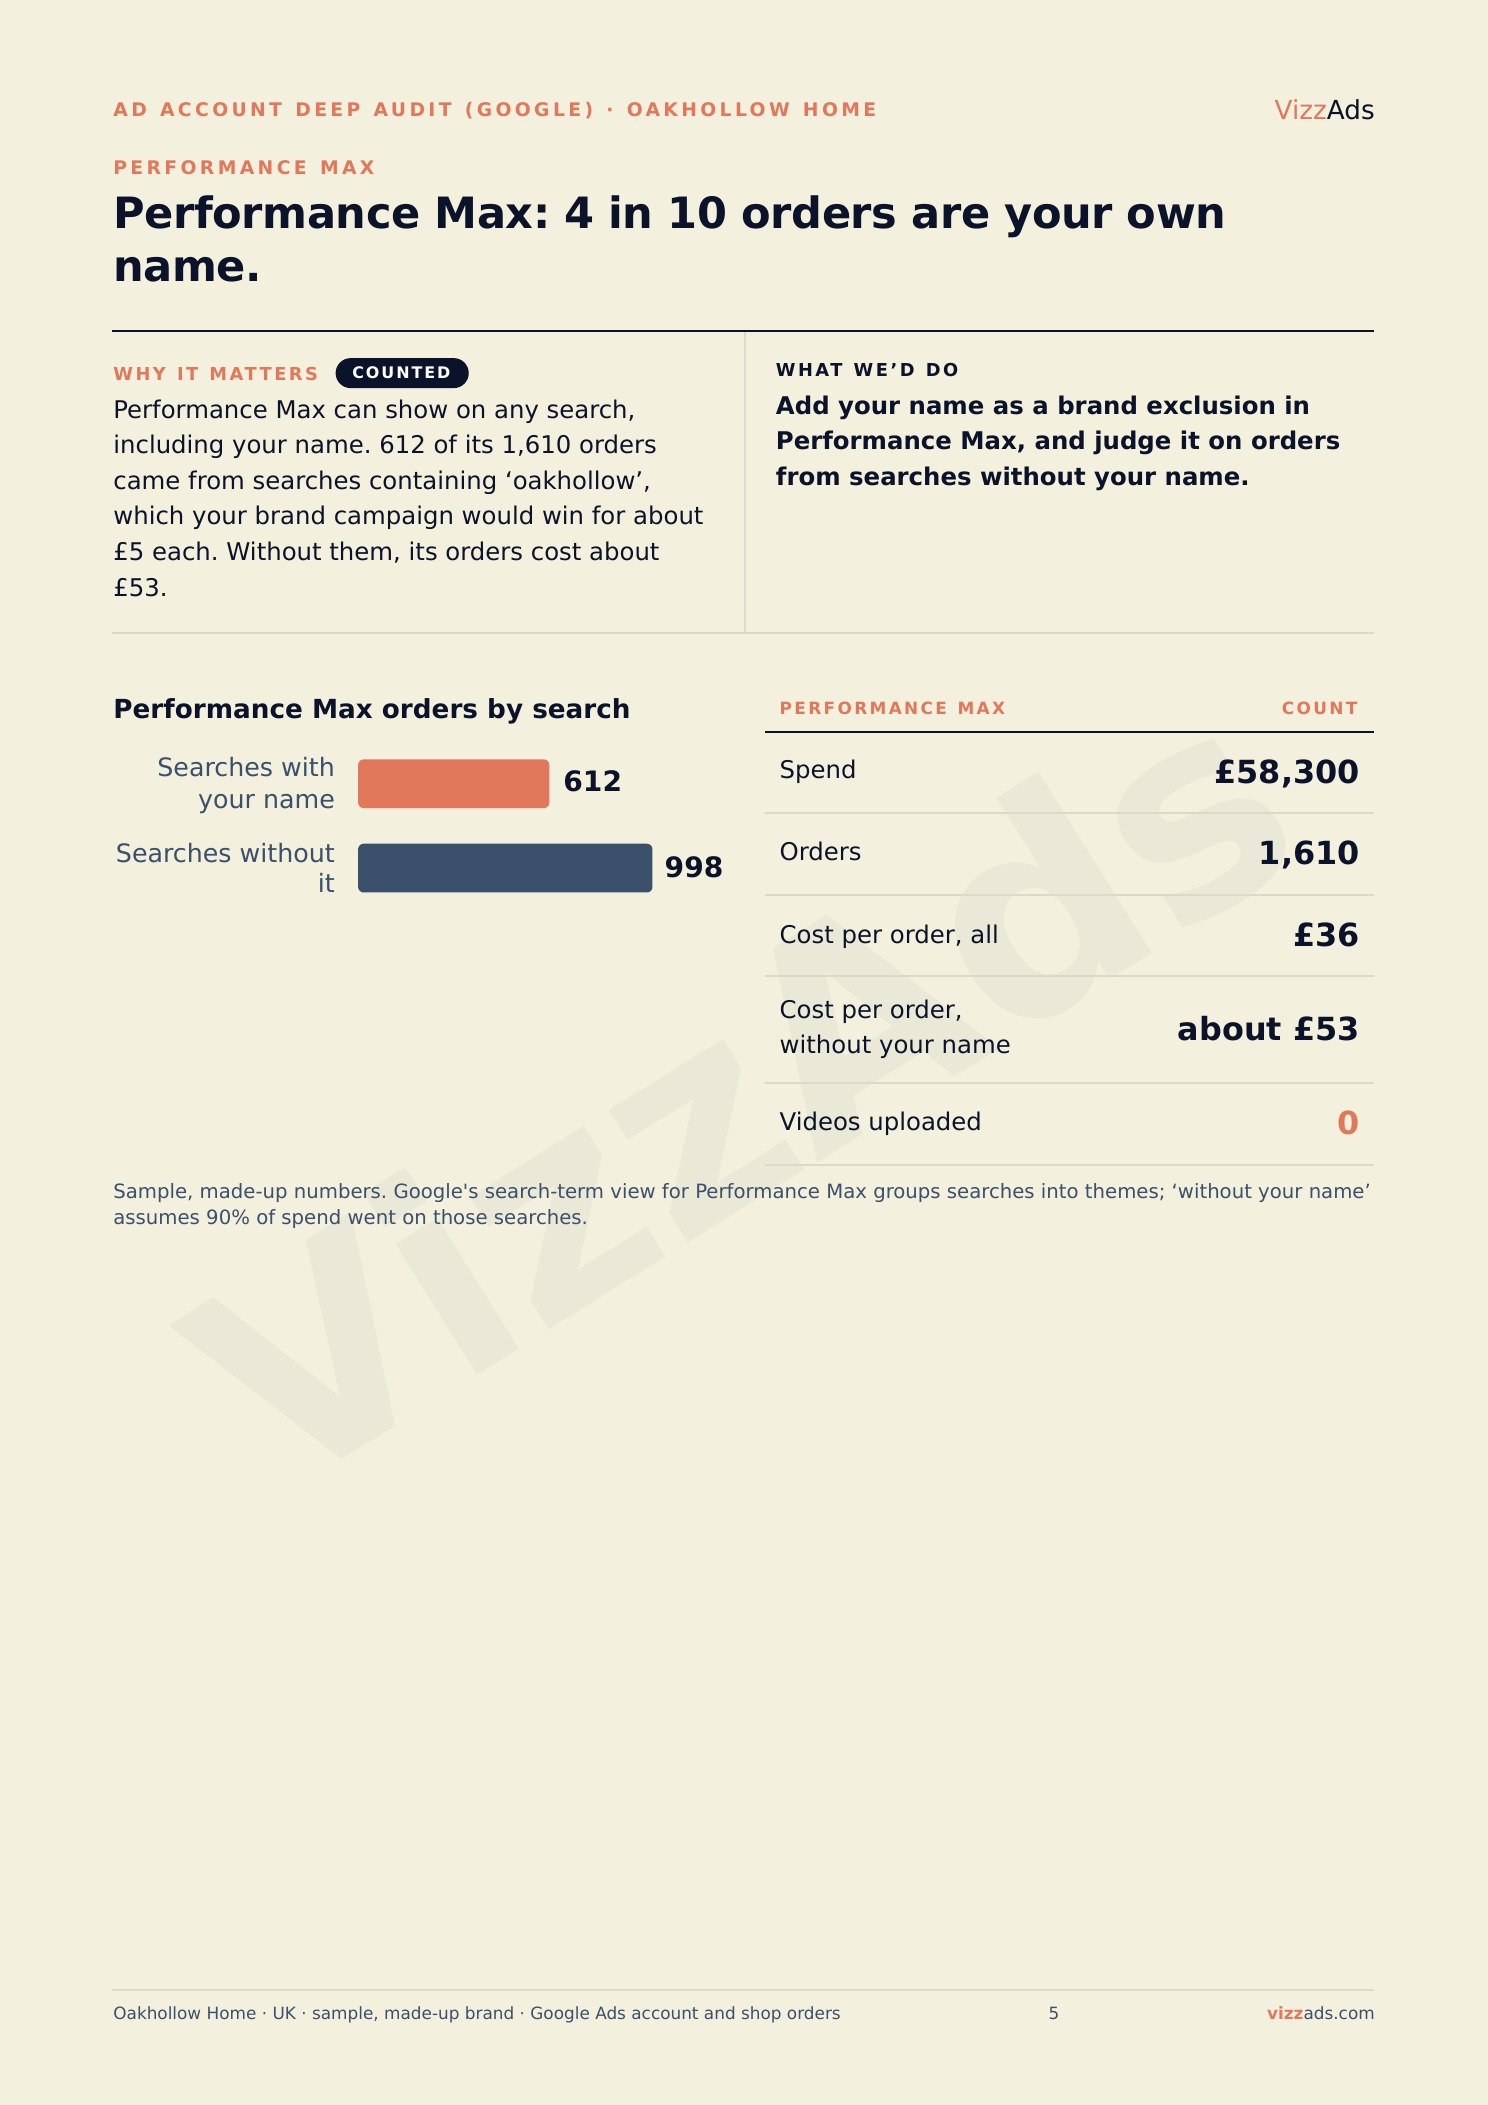 AD ACCOUNT DEEP AUDIT (GOOGLE) · OAKHOLLOW HOME
VizzAds
PERFORMANCE MAX
Performance Max: 4 in 10 orders are your own
name.
WHY IT MATTERS COUNTED
Performance Max can show on any search,
including your name. 612 of its 1,610 orders
came from searches containing ‘oakhollow’,
which your brand campaign would win for about
£5 each. Without them, its orders cost about
£53.
WHAT WE’D DO
Add your name as a brand exclusion in
Performance Max, and judge it on orders
from searches without your name.
Performance Max orders by search
Searches with
your name
612
Searches without
it
998
PERFORMANCE MAX COUNT
Spend £58,300
Orders 1,610
Cost per order, all £36
Cost per order,
without your name
about £53
Videos uploaded 0
Sample, made-up numbers. Google's search-term view for Performance Max groups searches into themes; ‘without your name’
assumes 90% of spend went on those searches.
VizzAds
Oakhollow Home · UK · sample, made-up brand · Google Ads account and shop orders 5 vizzads.com